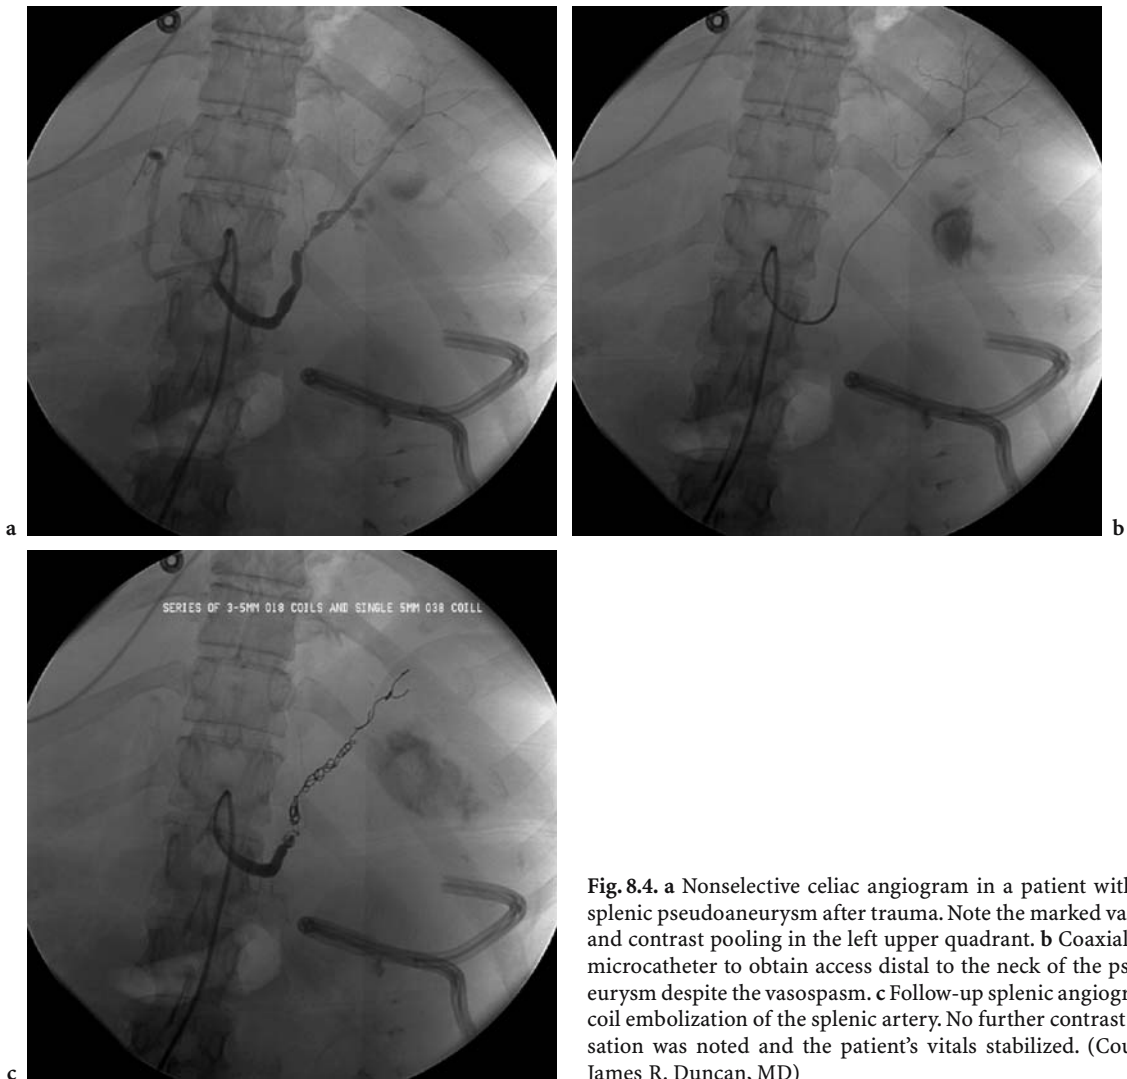 a
b
SERIES OF 3-5MM 018 COILS AND SINGLE 5MM 038 COILL
c
Fig. 8.4. a Nonselective celiac angiogram in a patient with
splenic pseudoaneurysm after trauma. Note the marked va
and contrast pooling in the left upper quadrant. b Coaxial
microcatheter to obtain access distal to the neck of the ps
eurysm despite the vasospasm. c Follow-up splenic angiogr
coil embolization of the splenic artery. No further contrast
sation was noted and the patient's vitals stabilized. (Cou
James R. Duncan, MD)